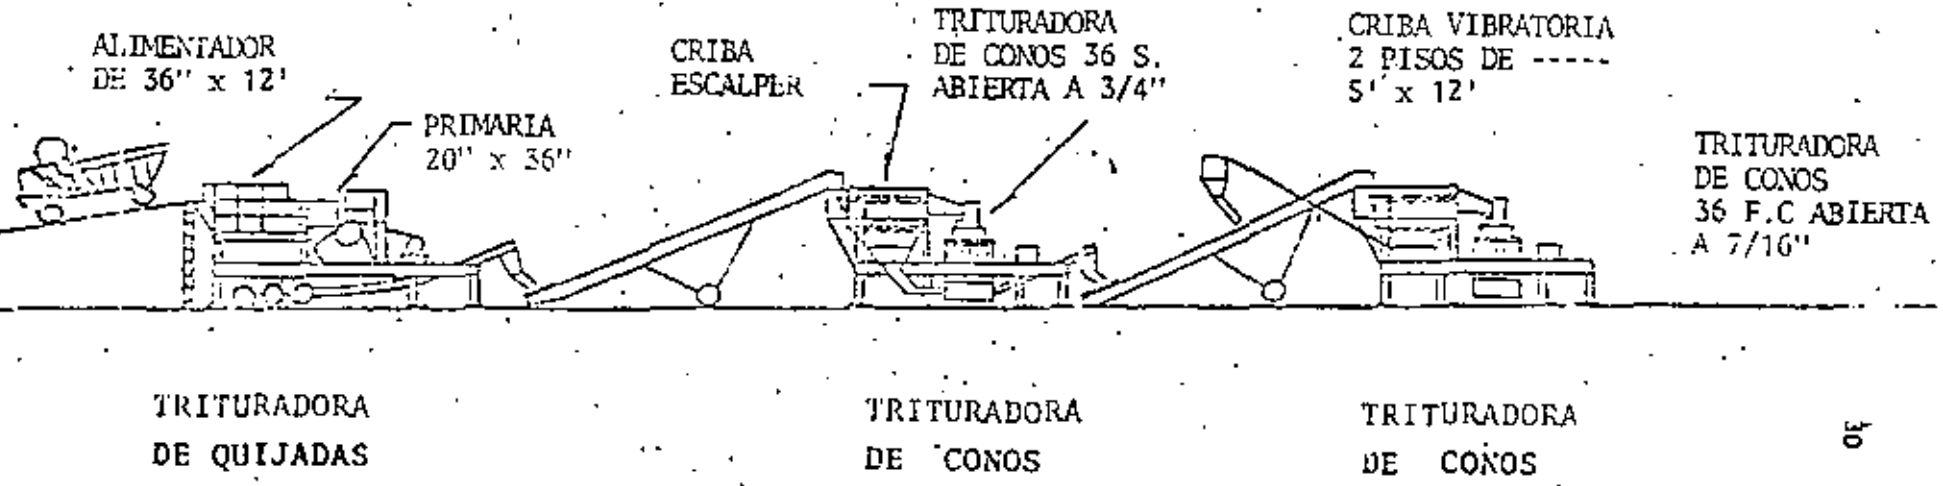 ALIMENTADOR
DE 36" x 12'
PRIMARIA
20" x 36"
CRIBA
ESCALPER
TRITURADORA
DE CONOS 36 S.
ABIERTA A 3/4"
CRIBA VIBRATORIA
2 PISOS DE -----
5' x 12'
TRITURADORA
DE CONOS
36 F.C ABIERTA
A 7/16"
TRITURADORA
DE QUIJADAS
TRITURADORA
DE CONOS
TRITURADORA
DE CONOS
30